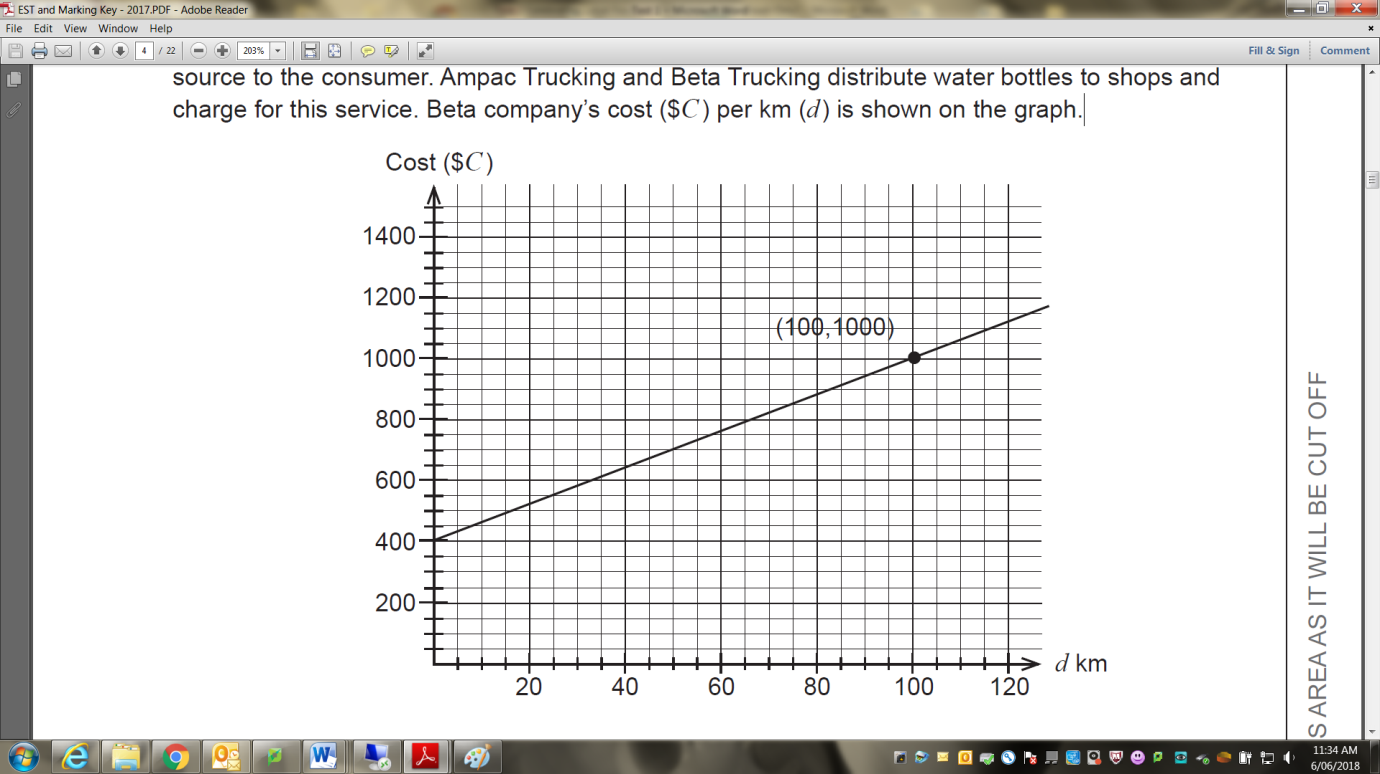 EST and Marking Key - 2017.PDF - Adobe Reader
File Edit View Window Help
4 / 22 203% Fill & Sign Comment
source to the consumer. Ampac Trucking and Beta Trucking distribute water bottles to shops and
charge for this service. Beta company's cost ($C) per km (d) is shown on the graph.
Cost ($C)
1400
1200
(100,1000)
1000
800
600
400
200
d km
20 40 60 80 100 120
S AREA AS IT WILL BE CUT OFF
11:34 AM
6/06/2018